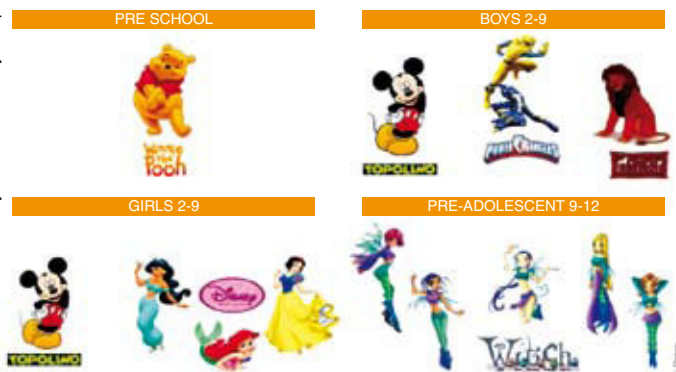 PRE SCHOOL
BOYS 2-9
Winnie
the
Pooh
TOPOLINO
POWER RANGERS
GIRLS 2-9
PRE-ADOLESCENT 9-12
TOPOLINO
Disney
W.i.t.c.h.